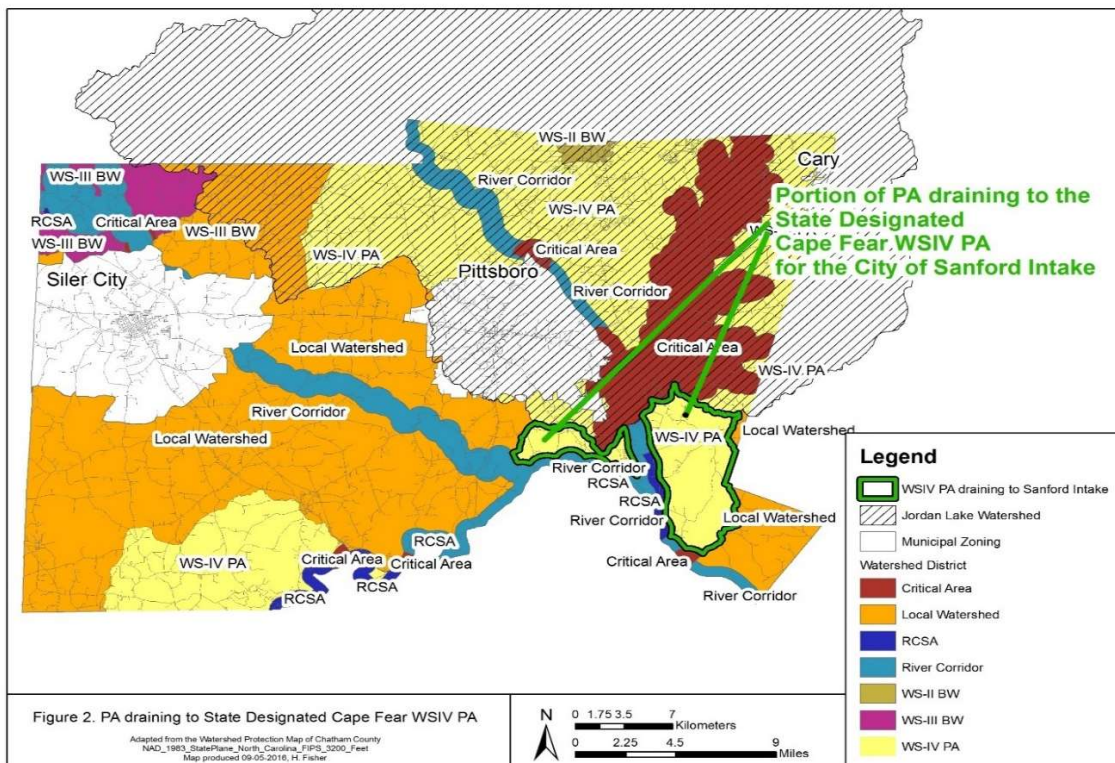 WS-II BW
Cary
WS-III BW
River Corridor
Portion of PA draining to the
State Designated
Cape Fear WSIV PA
for the City of Sanford Intake
RCSA
Critical Area
WS-IV PA
WS-III BW
WS-III BW
WS-IV PA
Critical Area
Siler City
Pittsboro
River Corridor
Local Watershed
Critical Area
WS-IV PA
River Corridor
Local Watershed
WS-IV PA
Local Watershed
River Corridor
RCSA
RCSA
River Corridor
Local Watershed
RCSA
WS-IV PA
Critical Area
Critical Area
Critical Area
RCSA
RCSA
River Corridor
Legend
WSIV PA draining to Sanford Intake
Jordan Lake Watershed
Municipal Zoning
Watershed District
Critical Area
Local Watershed
RCSA
River Corridor
WS-II BW
WS-III BW
WS-IV PA
Figure 2. PA draining to State Designated Cape Fear WSIV PA
Adapted from the Watershed Protection Map of Chatham County
NAD_1983_StatePlane_North_Carolina_FIPS_3200_Feet
Map produced 09-05-2016, H. Fisher
N
0 1.75 3.5 7
Kilometers
0 2.25 4.5 9
Miles